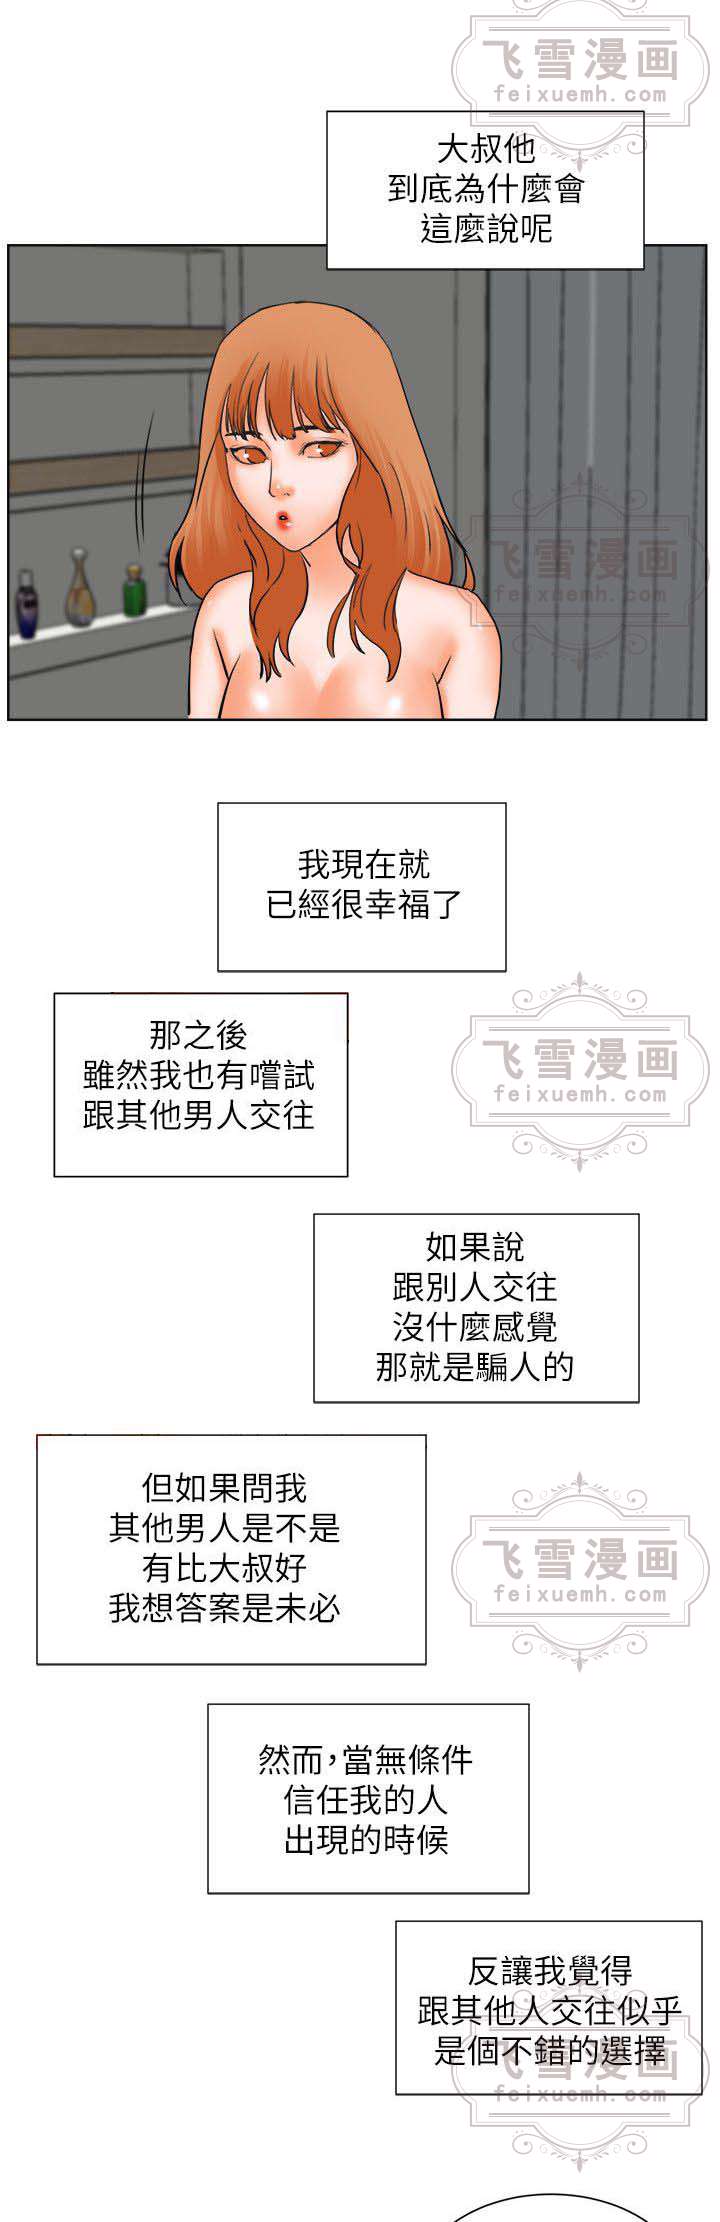 飞雪漫画
feixuemh.com
大叔他
到底為什麼會
這麼說呢
飞雪漫画
feixuemh.com
我現在就
已經很幸福了
那之後
雖然我也有嚐試
跟其他男人交往
飞雪漫画
feixuemh.com
如果說
跟別人交往
沒什麼感覺
那就是騙人的
但如果問我
其他男人是不是
有比大叔好
我想答案是未必
飞雪漫画
feixuemh.com
然而，當無條件
信任我的人
出現的時候
反讓我覺得
跟其他人交往似乎
是個不錯的選擇
飞雪漫画
feixuemh.com